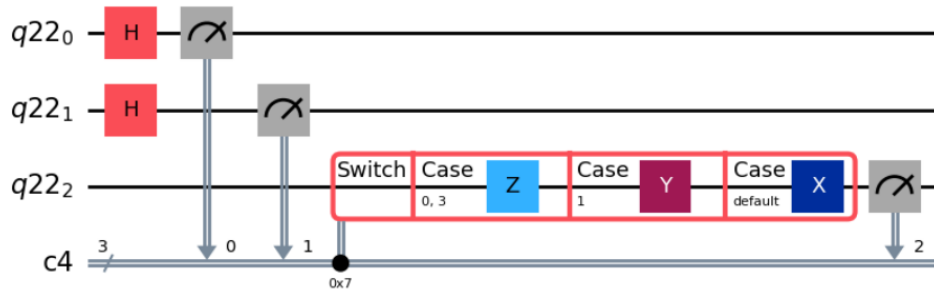 q22₀ H
q22₁ H
Switch Case Case Case
q22₂ Z Y X
0, 3 1 default
3 0 1 2
c4
0x7